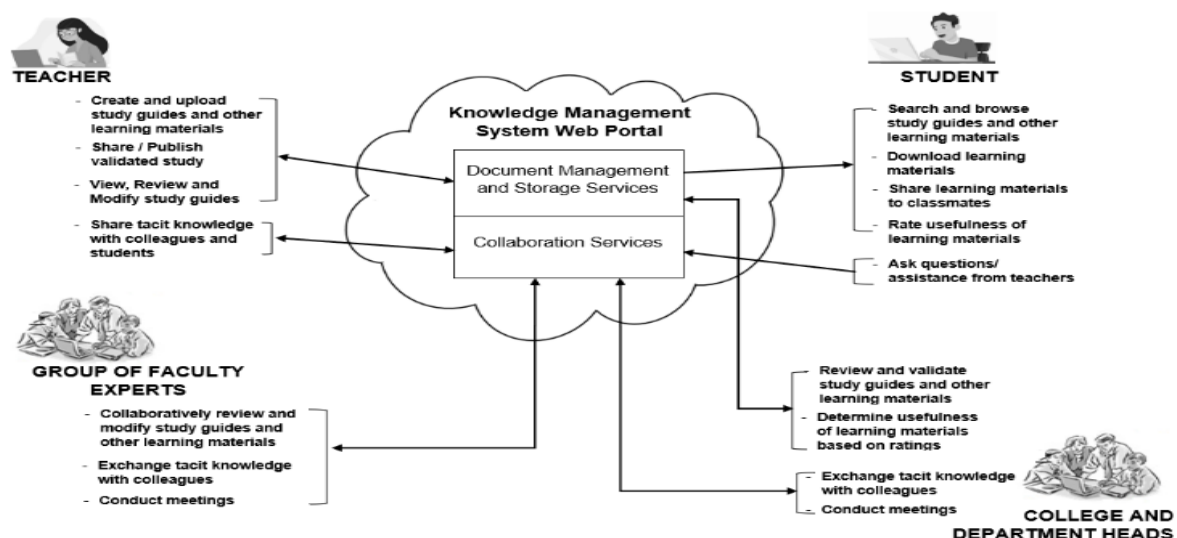 TEACHER
- Create and upload
study guides and other
learning materials
- Share / Publish
validated study
- View, Review and
Modify study guides
- Share tacit knowledge
with colleagues and
students
Knowledge Management
System Web Portal
Document Management
and Storage Services
Collaboration Services
STUDENT
- Search and browse
study guides and other
learning materials
- Download learning
materials
- Share learning materials
to classmates
- Rate usefulness of
learning materials
- Ask questions/
assistance from teachers
GROUP OF FACULTY
EXPERTS
- Collaboratively review and
modify study guides and
other learning materials
- Exchange tacit knowledge
with colleagues
- Conduct meetings
- Review and validate
study guides and other
learning materials
- Determine usefulness
of learning materials
based on ratings
- Exchange tacit knowledge
with colleagues
- Conduct meetings
COLLEGE AND
DEPARTMENT HEADS